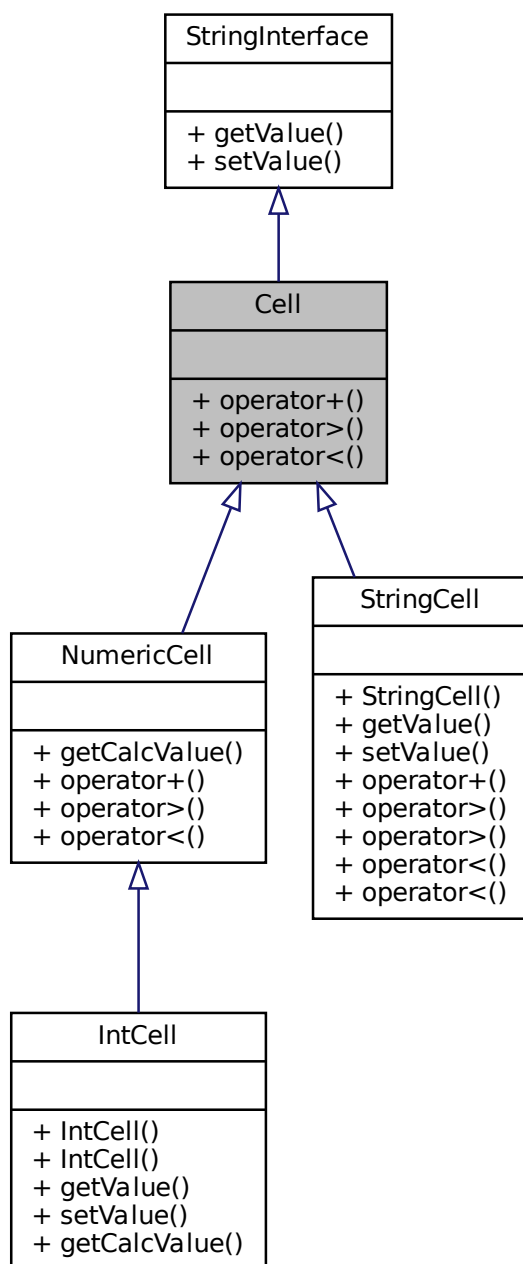 StringInterface
+ getValue()
+ setValue()
Cell
+ operator+()
+ operator>()
+ operator<()
NumericCell
+ getCalcValue()
+ operator+()
+ operator>()
+ operator<()
StringCell
+ StringCell()
+ getValue()
+ setValue()
+ operator+()
+ operator>()
+ operator>()
+ operator<()
+ operator<()
IntCell
+ IntCell()
+ IntCell()
+ getValue()
+ setValue()
+ getCalcValue()